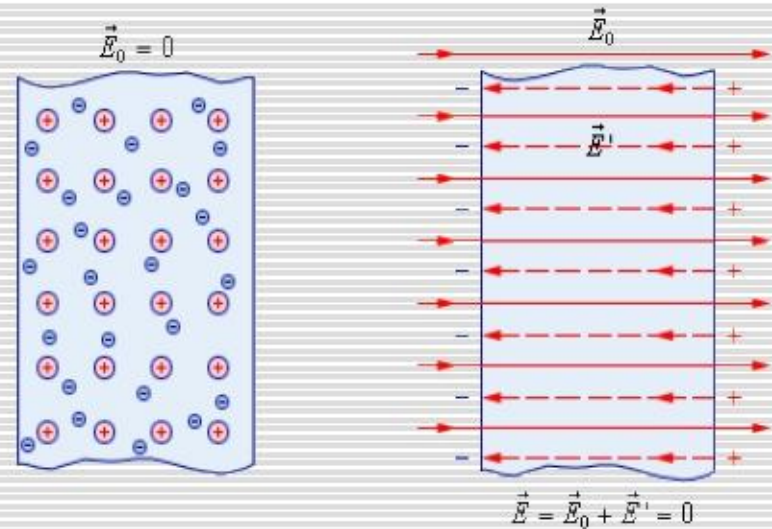 E⃗₀ = 0
E⃗₀
E⃗'
E⃗ = E⃗₀ + E⃗' = 0